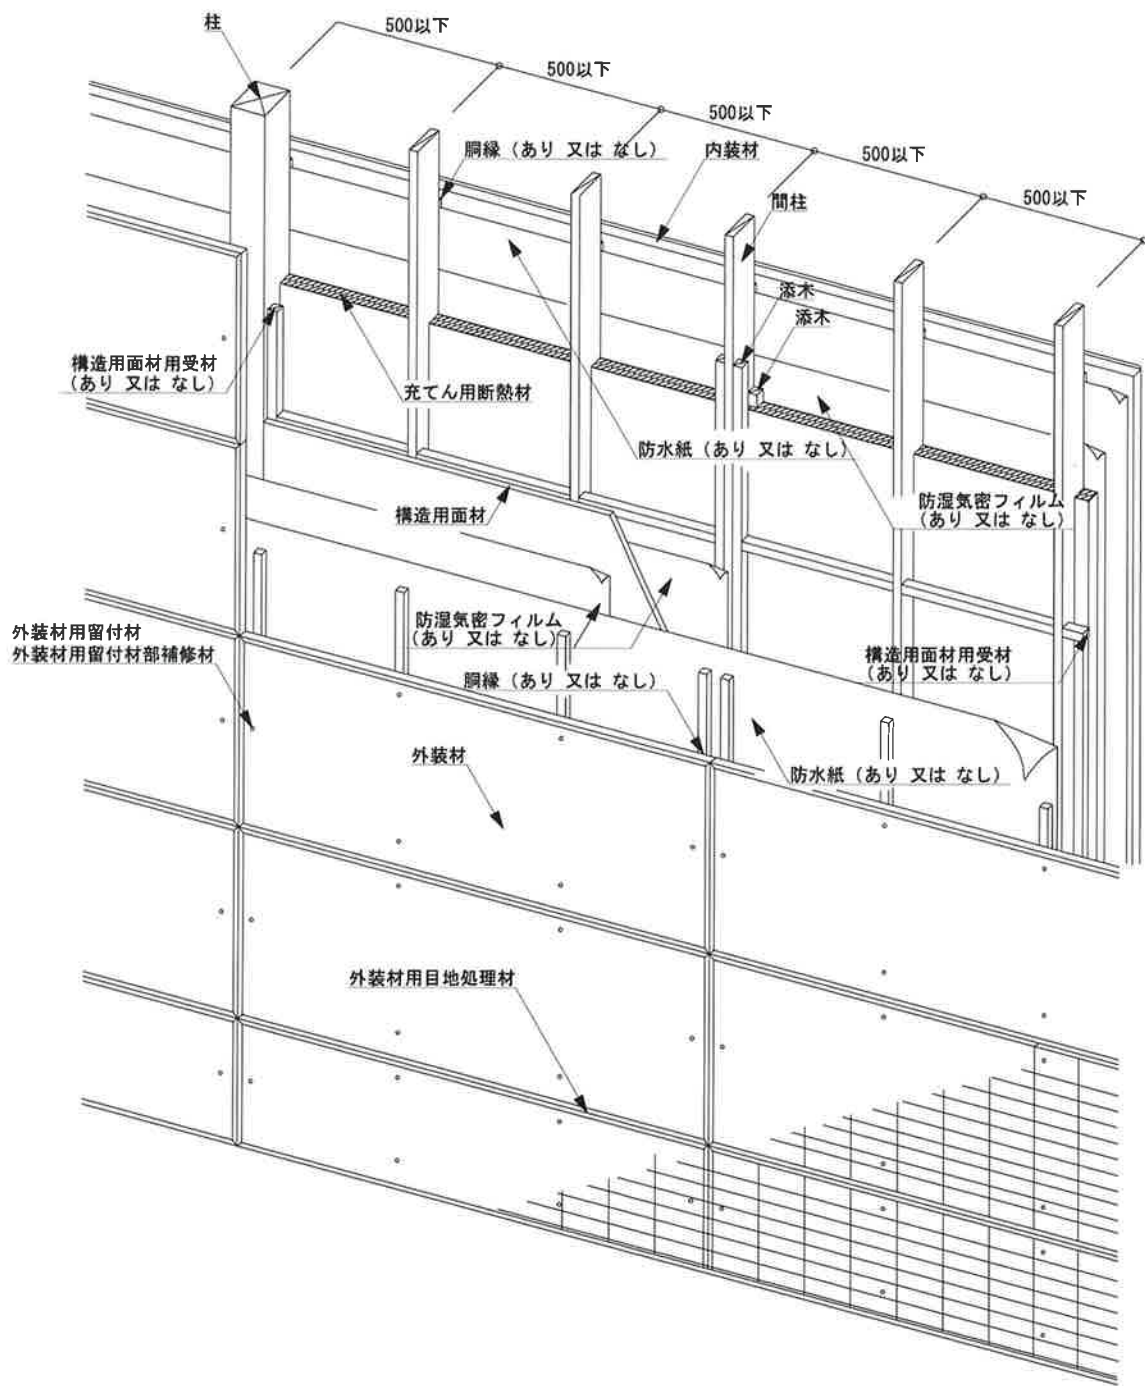 柱
500以下
500以下
500以下
500以下
500以下
胴縁（あり 又は なし）
内装材
間柱
添木
添木
構造用面材用受材
（あり 又は なし）
充てん用断熱材
防水紙（あり 又は なし）
構造用面材
防湿気密フィルム
（あり 又は なし）
外装材用留付材
外装材用留付材部補修材
防湿気密フィルム
（あり 又は なし）
構造用面材用受材
（あり 又は なし）
胴縁（あり 又は なし）
外装材
防水紙（あり 又は なし）
外装材用目地処理材